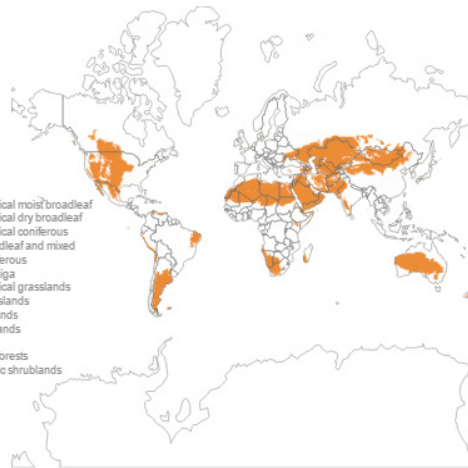 ical moist broadleaf
ical dry broadleaf
ical coniferous
dleaf and mixed
erous
iga
ical grasslands
slands
nds
ands
orests
c shrublands